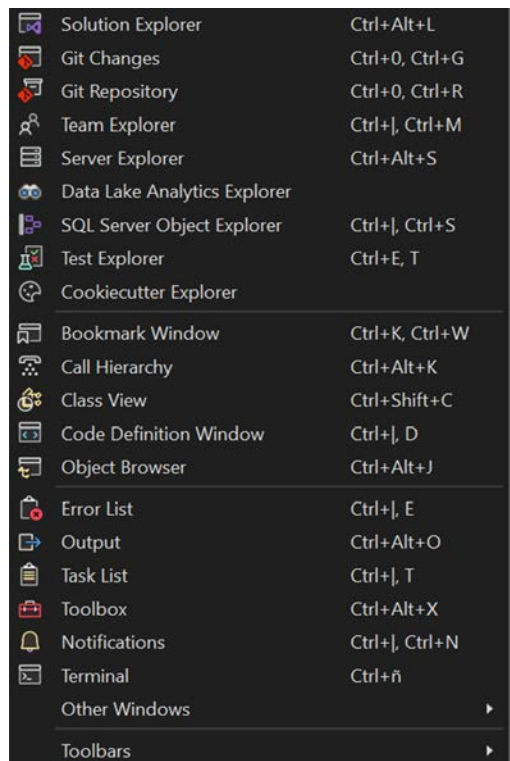 Solution Explorer Ctrl+Alt+L
Git Changes Ctrl+0, Ctrl+G
Git Repository Ctrl+0, Ctrl+R
Team Explorer Ctrl+|, Ctrl+M
Server Explorer Ctrl+Alt+S
Data Lake Analytics Explorer
SQL Server Object Explorer Ctrl+|, Ctrl+S
Test Explorer Ctrl+E, T
Cookiecutter Explorer
Bookmark Window Ctrl+K, Ctrl+W
Call Hierarchy Ctrl+Alt+K
Class View Ctrl+Shift+C
Code Definition Window Ctrl+|, D
Object Browser Ctrl+Alt+J
Error List Ctrl+|, E
Output Ctrl+Alt+O
Task List Ctrl+|, T
Toolbox Ctrl+Alt+X
Notifications Ctrl+|, Ctrl+N
Terminal Ctrl+ñ
Other Windows
Toolbars